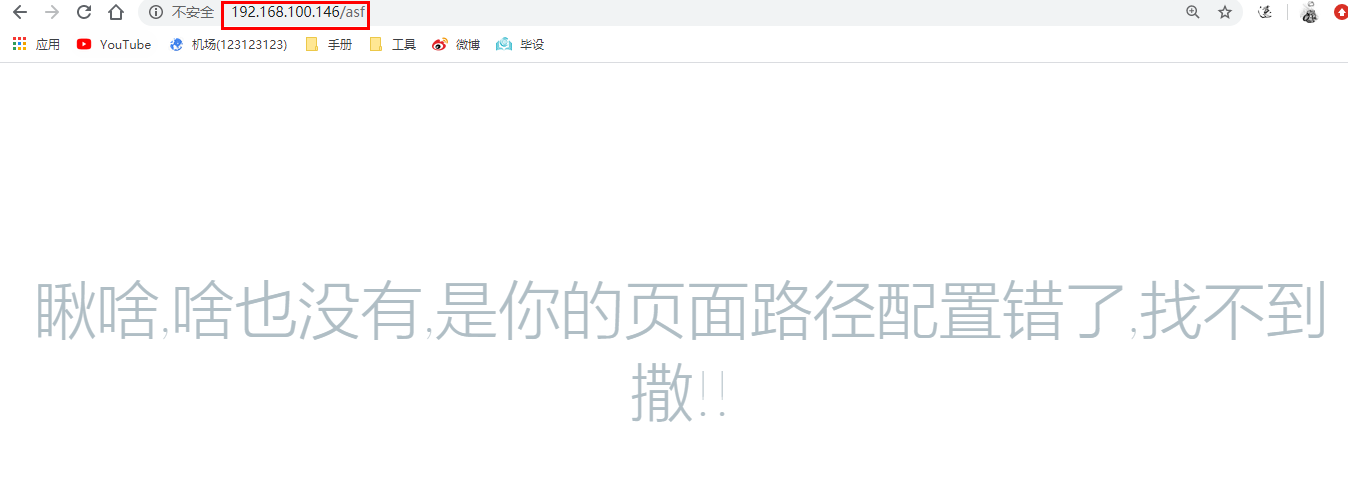 不安全 192.168.100.146/asf
应用 YouTube 机场(123123123) 手册 工具 微博 毕设
瞅啥,啥也没有,是你的页面路径配置错了,找不到
撒!!